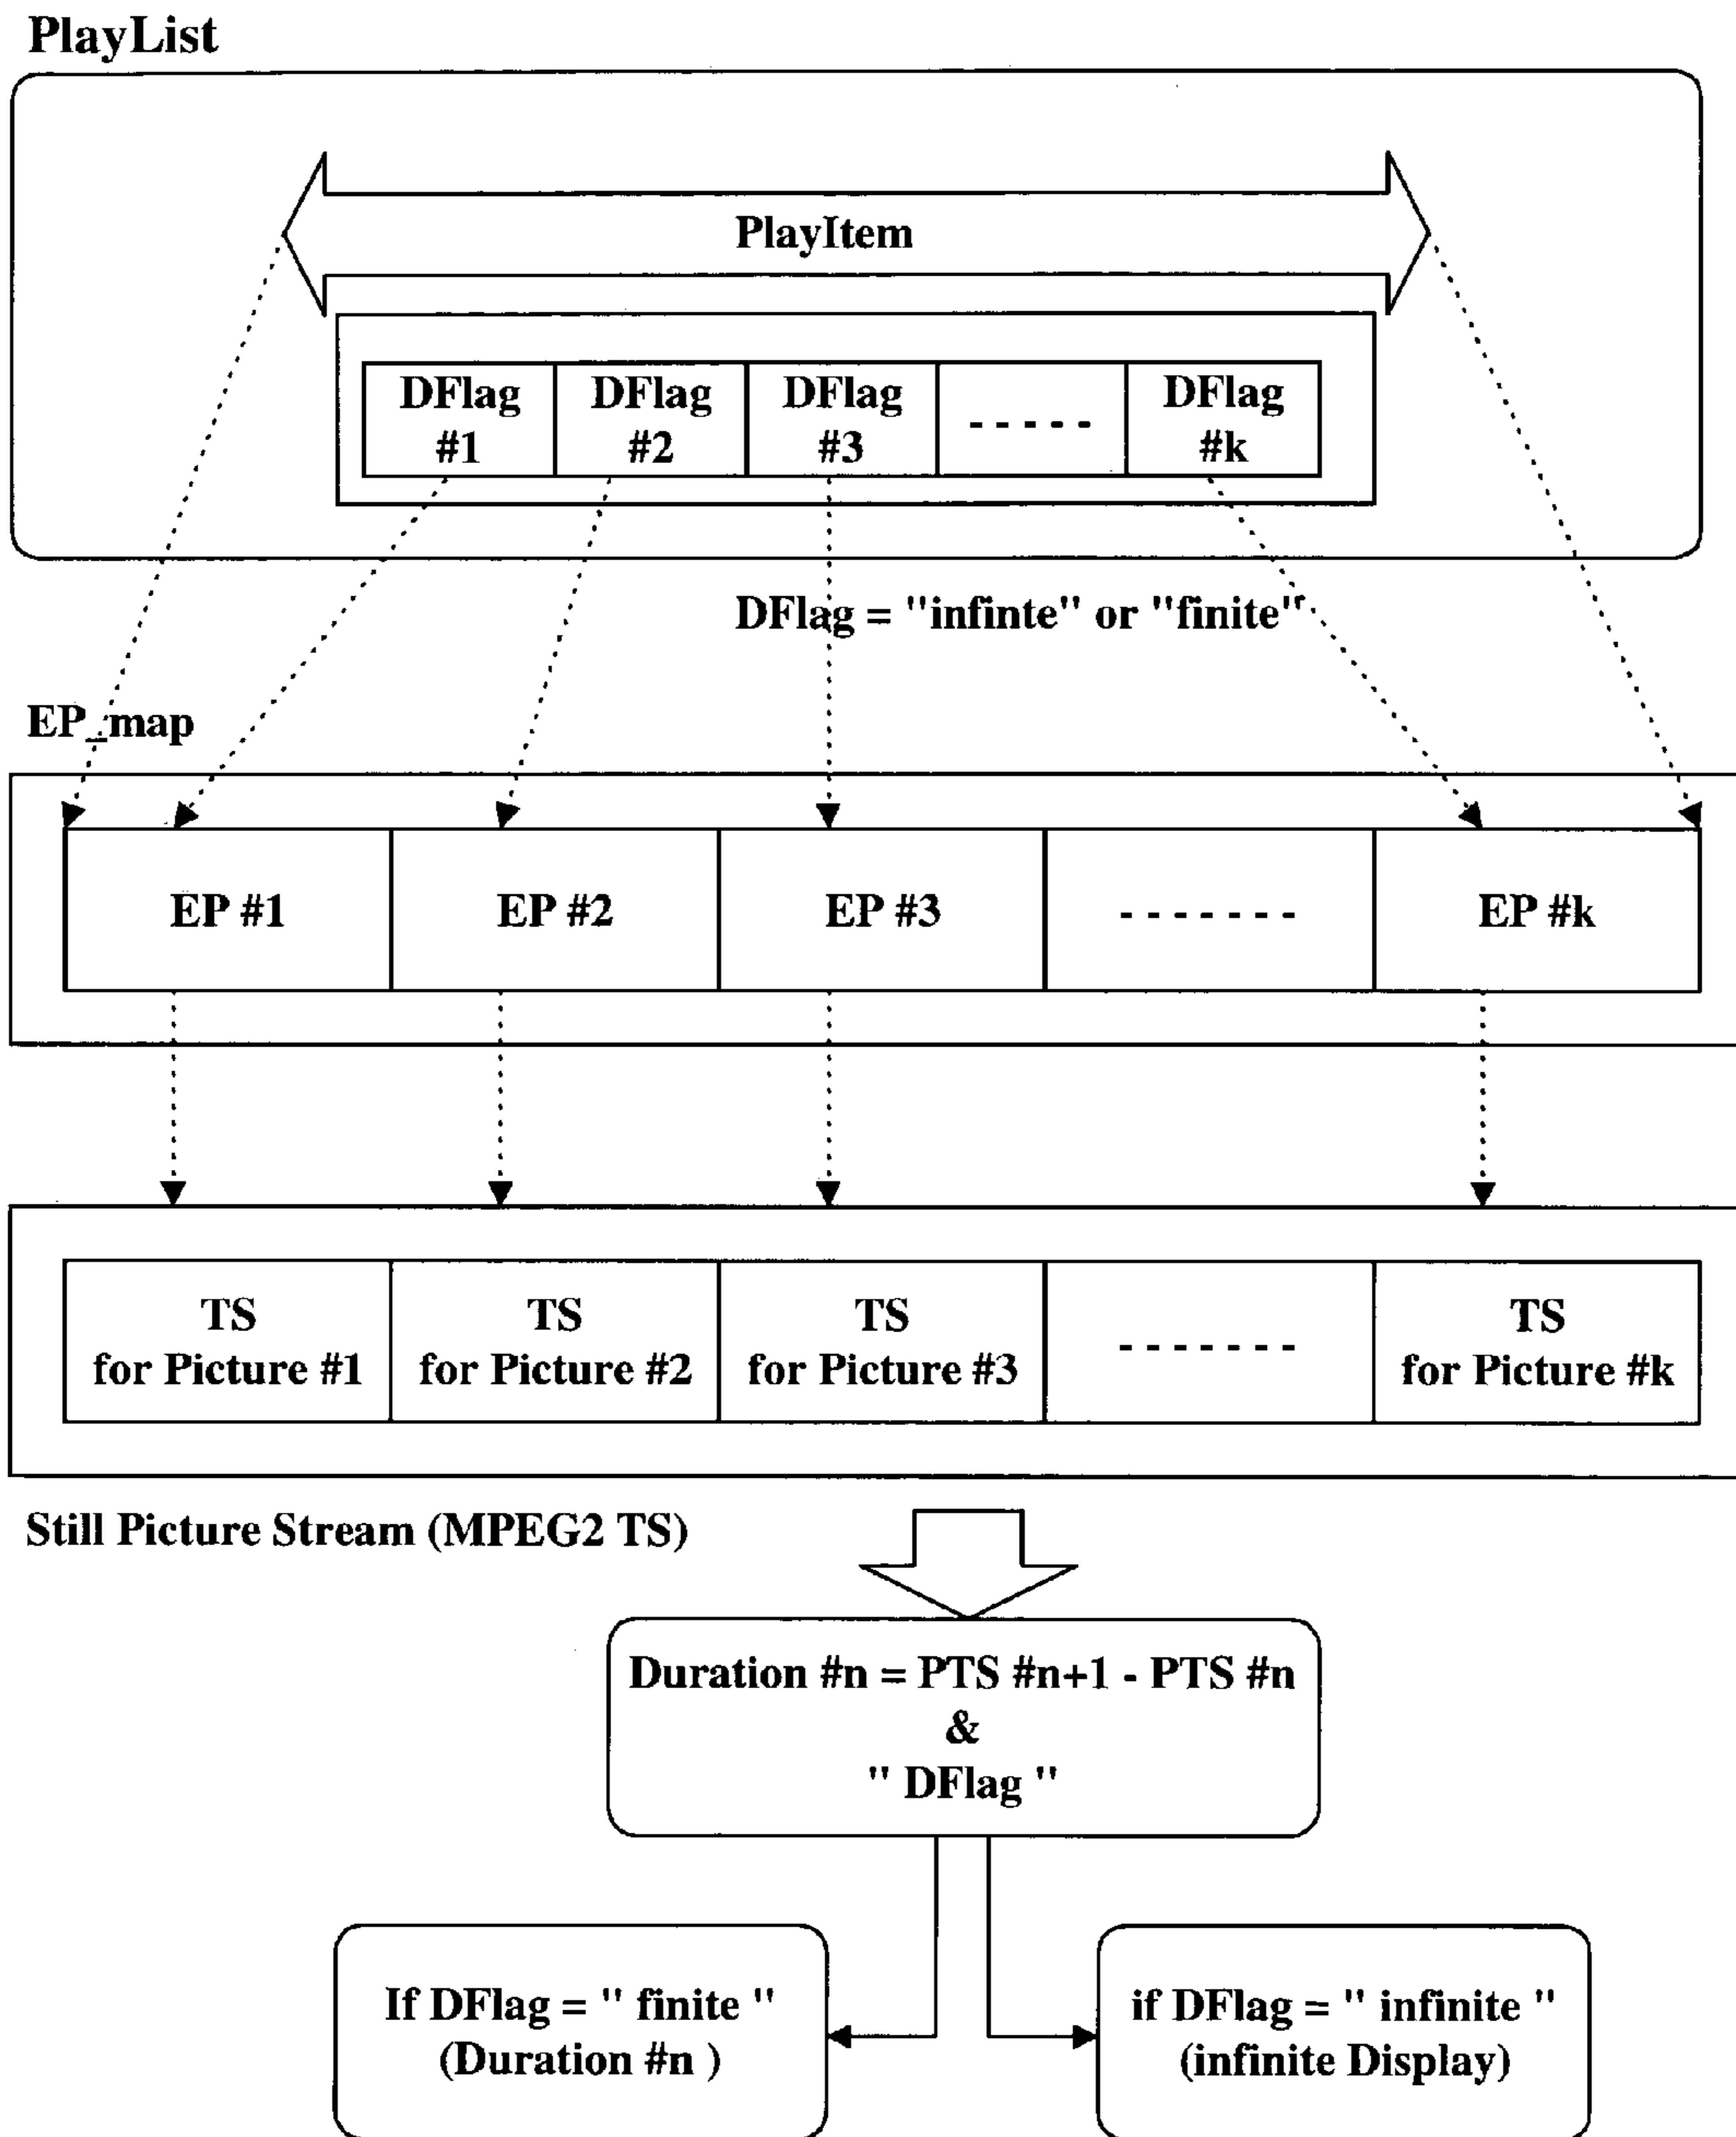 PlayList
PlayItem
DFlag #1
DFlag #2
DFlag #3
-----
DFlag #k
DFlag = "infinte" or "finite"
EP_map
EP #1
EP #2
EP #3
-------
EP #k
TS
for Picture #1
TS
for Picture #2
TS
for Picture #3
-------
TS
for Picture #k
Still Picture Stream (MPEG2 TS)
Duration #n = PTS #n+1 - PTS #n
&
" DFlag "
If DFlag = " finite "
(Duration #n )
if DFlag = " infinite "
(infinite Display)